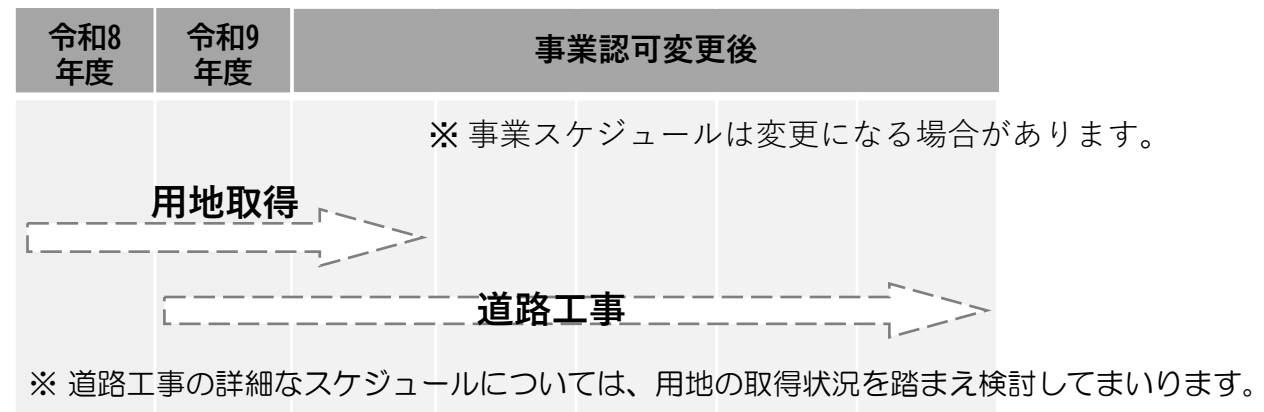 令和8
年度
令和9
年度
事業認可変更後
※ 事業スケジュールは変更になる場合があります。
用地取得
道路工事
※ 道路工事の詳細なスケジュールについては、用地の取得状況を踏まえ検討してまいります。